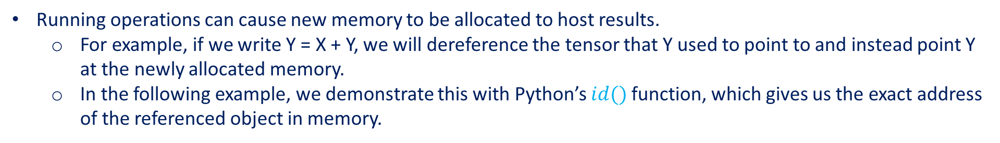 • Running operations can cause new memory to be allocated to host results.
o For example, if we write Y = X + Y, we will dereference the tensor that Y used to point to and instead point Y
at the newly allocated memory.
o In the following example, we demonstrate this with Python’s id() function, which gives us the exact address
of the referenced object in memory.